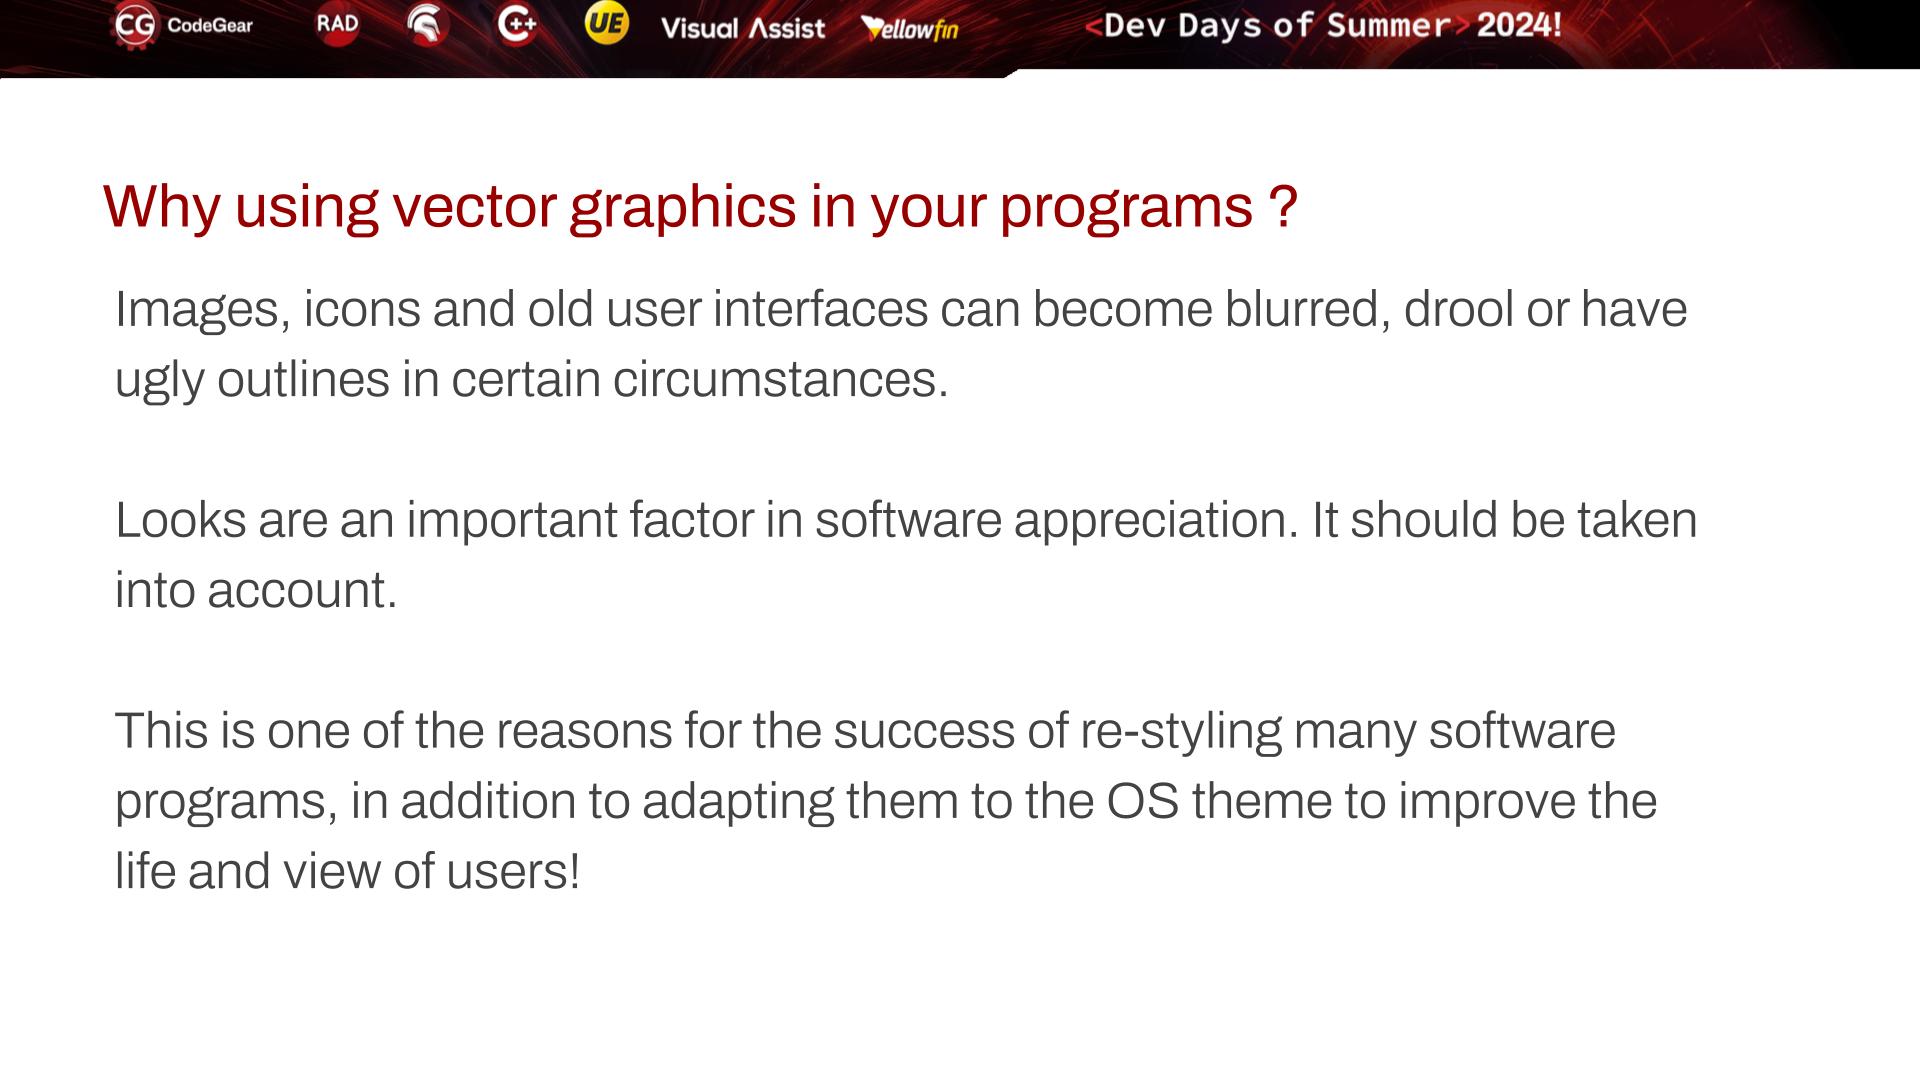 CG CodeGear RAD C++ UE Visual Assist Yellowfin <Dev Days of Summer> 2024!
Why using vector graphics in your programs ?
Images, icons and old user interfaces can become blurred, drool or have
ugly outlines in certain circumstances.
Looks are an important factor in software appreciation. It should be taken
into account.
This is one of the reasons for the success of re-styling many software
programs, in addition to adapting them to the OS theme to improve the
life and view of users!